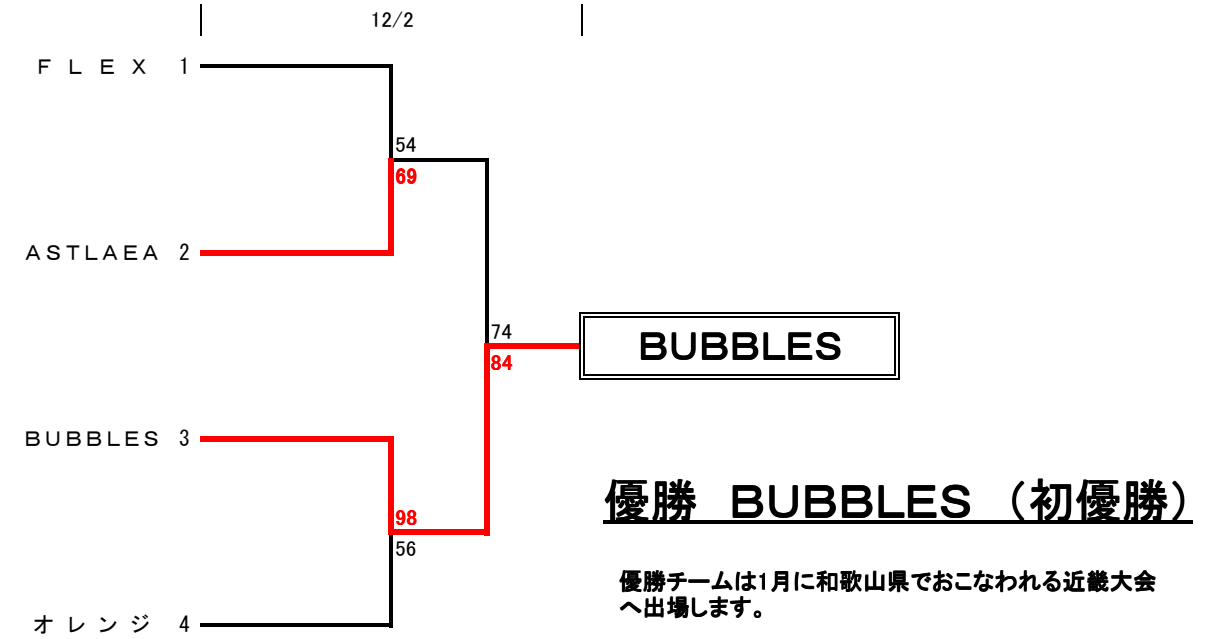 12/2
ＦＬＥＸ 1
54
69
ASTLAEA 2
74
84
BUBBLES
BUBBLES 3
98
56
オレンジ 4
優勝　BUBBLES　（初優勝）
優勝チームは1月に和歌山県でおこなわれる近畿大会
へ出場します。